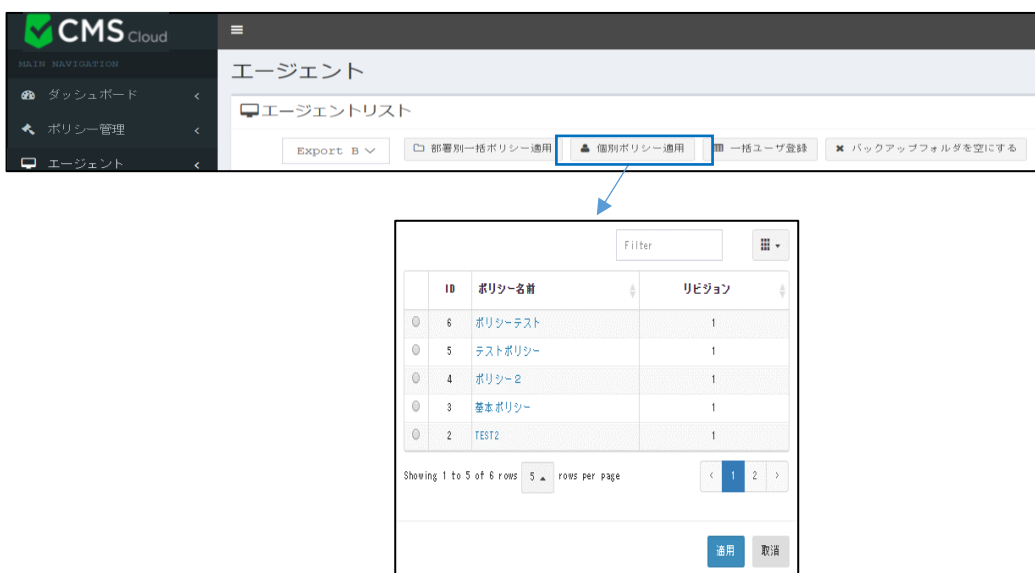 CMS Cloud
MAIN NAVIGATION
ダッシュボード
ポリシー管理
エージェント
エージェント
エージェントリスト
Export B
部署別一括ポリシー適用
個別ポリシー適用
一括ユーザ登録
バックアップフォルダを空にする
Filter
ID ポリシー名前 リビジョン
6 ポリシーテスト 1
5 テストポリシー 1
4 ポリシー２ 1
3 基本ポリシー 1
2 TEST2 1
Showing 1 to 5 of 6 rows 5 rows per page
‹ 1 2 ›
適用 取消